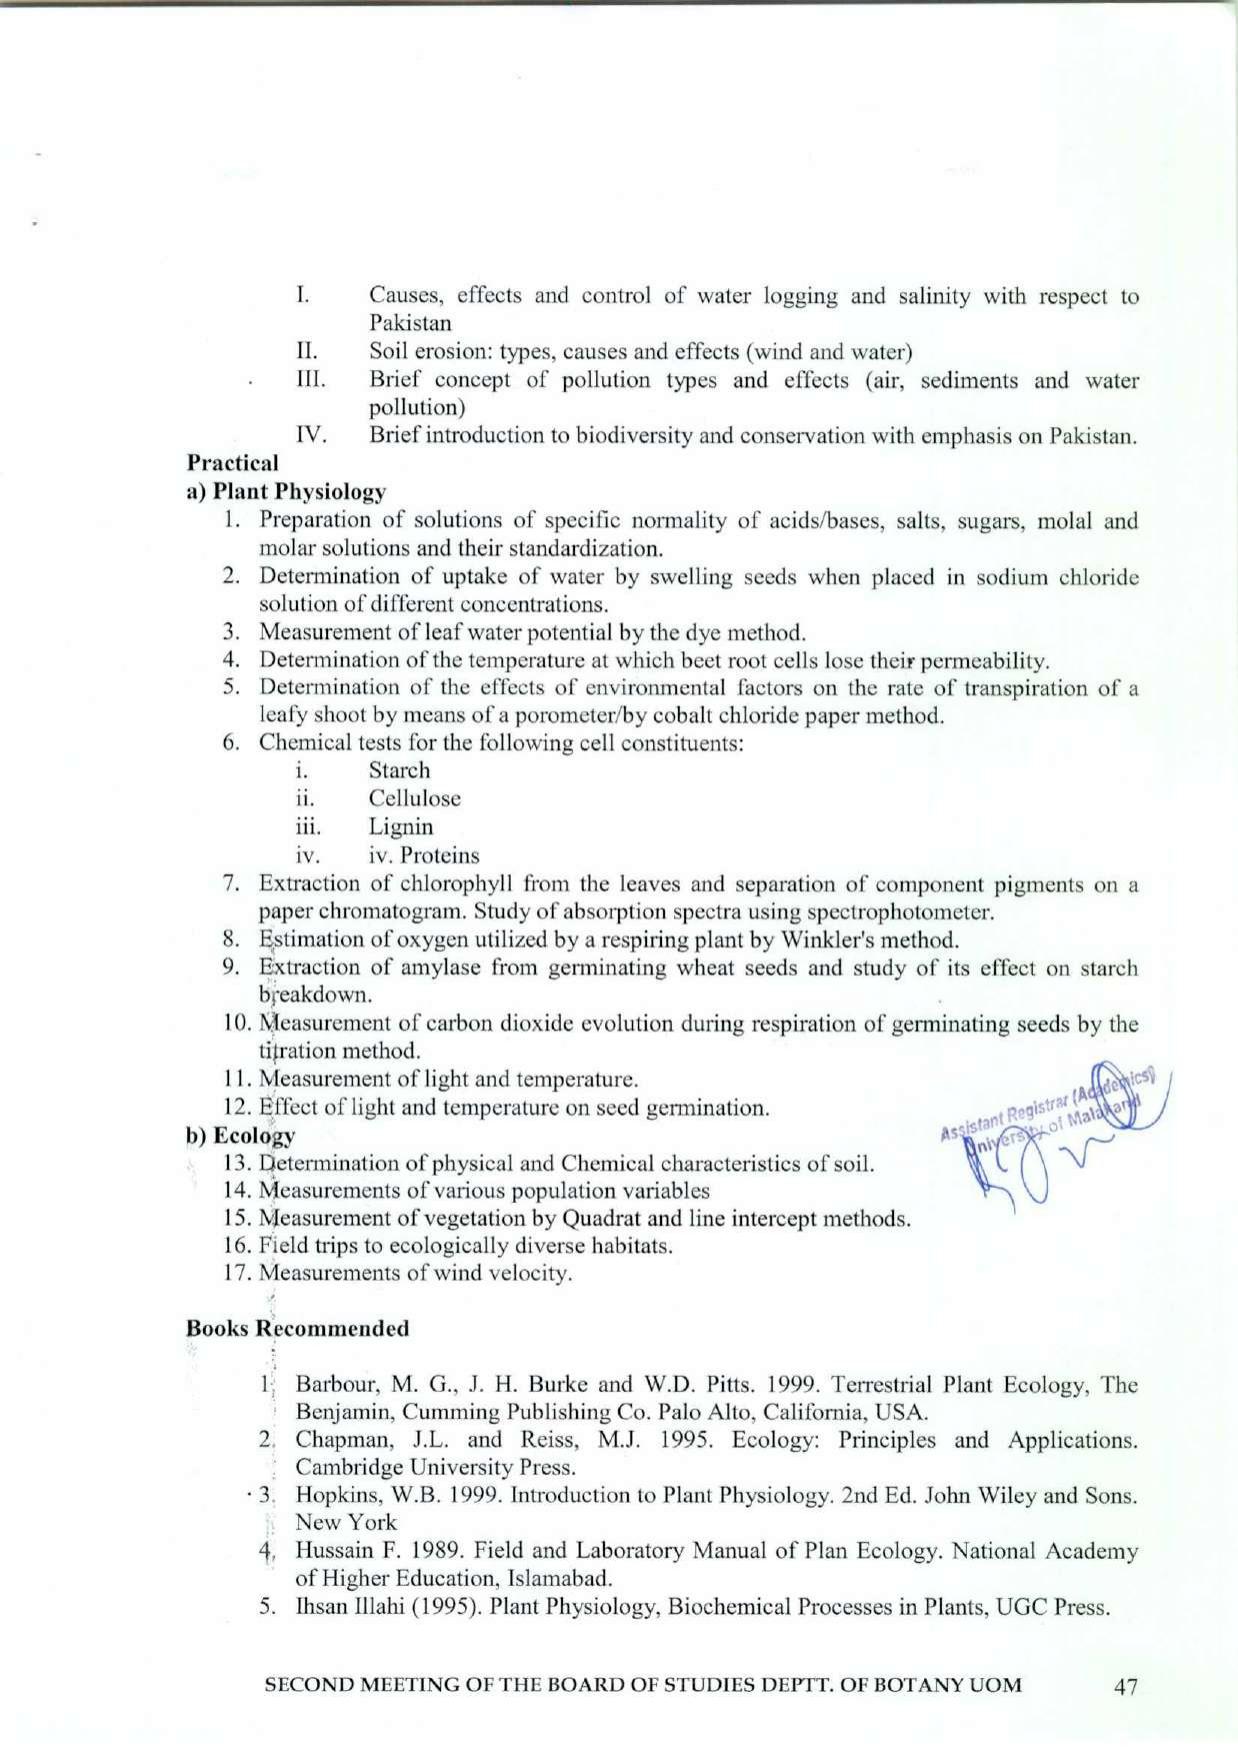 I. Causes, effects and control of water logging and salinity with respect to
Pakistan
II. Soil erosion: types, causes and effects (wind and water)
III. Brief concept of pollution types and effects (air, sediments and water
pollution)
IV. Brief introduction to biodiversity and conservation with emphasis on Pakistan.
Practical
a) Plant Physiology
1. Preparation of solutions of specific normality of acids/bases, salts, sugars, molal and
molar solutions and their standardization.
2. Determination of uptake of water by swelling seeds when placed in sodium chloride
solution of different concentrations.
3. Measurement of leaf water potential by the dye method.
4. Determination of the temperature at which beet root cells lose their permeability.
5. Determination of the effects of environmental factors on the rate of transpiration of a
leafy shoot by means of a porometer/by cobalt chloride paper method.
6. Chemical tests for the following cell constituents:
i. Starch
ii. Cellulose
iii. Lignin
iv. iv. Proteins
7. Extraction of chlorophyll from the leaves and separation of component pigments on a
paper chromatogram. Study of absorption spectra using spectrophotometer.
8. Estimation of oxygen utilized by a respiring plant by Winkler's method.
9. Extraction of amylase from germinating wheat seeds and study of its effect on starch
breakdown.
10. Measurement of carbon dioxide evolution during respiration of germinating seeds by the
titration method.
11. Measurement of light and temperature.
12. Effect of light and temperature on seed germination.
Assistant Registrar (Academics)
University of Malakand
b) Ecology
13. Determination of physical and Chemical characteristics of soil.
14. Measurements of various population variables
15. Measurement of vegetation by Quadrat and line intercept methods.
16. Field trips to ecologically diverse habitats.
17. Measurements of wind velocity.
Books Recommended
1. Barbour, M. G., J. H. Burke and W.D. Pitts. 1999. Terrestrial Plant Ecology, The
Benjamin, Cumming Publishing Co. Palo Alto, California, USA.
2. Chapman, J.L. and Reiss, M.J. 1995. Ecology: Principles and Applications.
Cambridge University Press.
3. Hopkins, W.B. 1999. Introduction to Plant Physiology. 2nd Ed. John Wiley and Sons.
New York
4. Hussain F. 1989. Field and Laboratory Manual of Plan Ecology. National Academy
of Higher Education, Islamabad.
5. Ihsan Illahi (1995). Plant Physiology, Biochemical Processes in Plants, UGC Press.
SECOND MEETING OF THE BOARD OF STUDIES DEPTT. OF BOTANY UOM 47